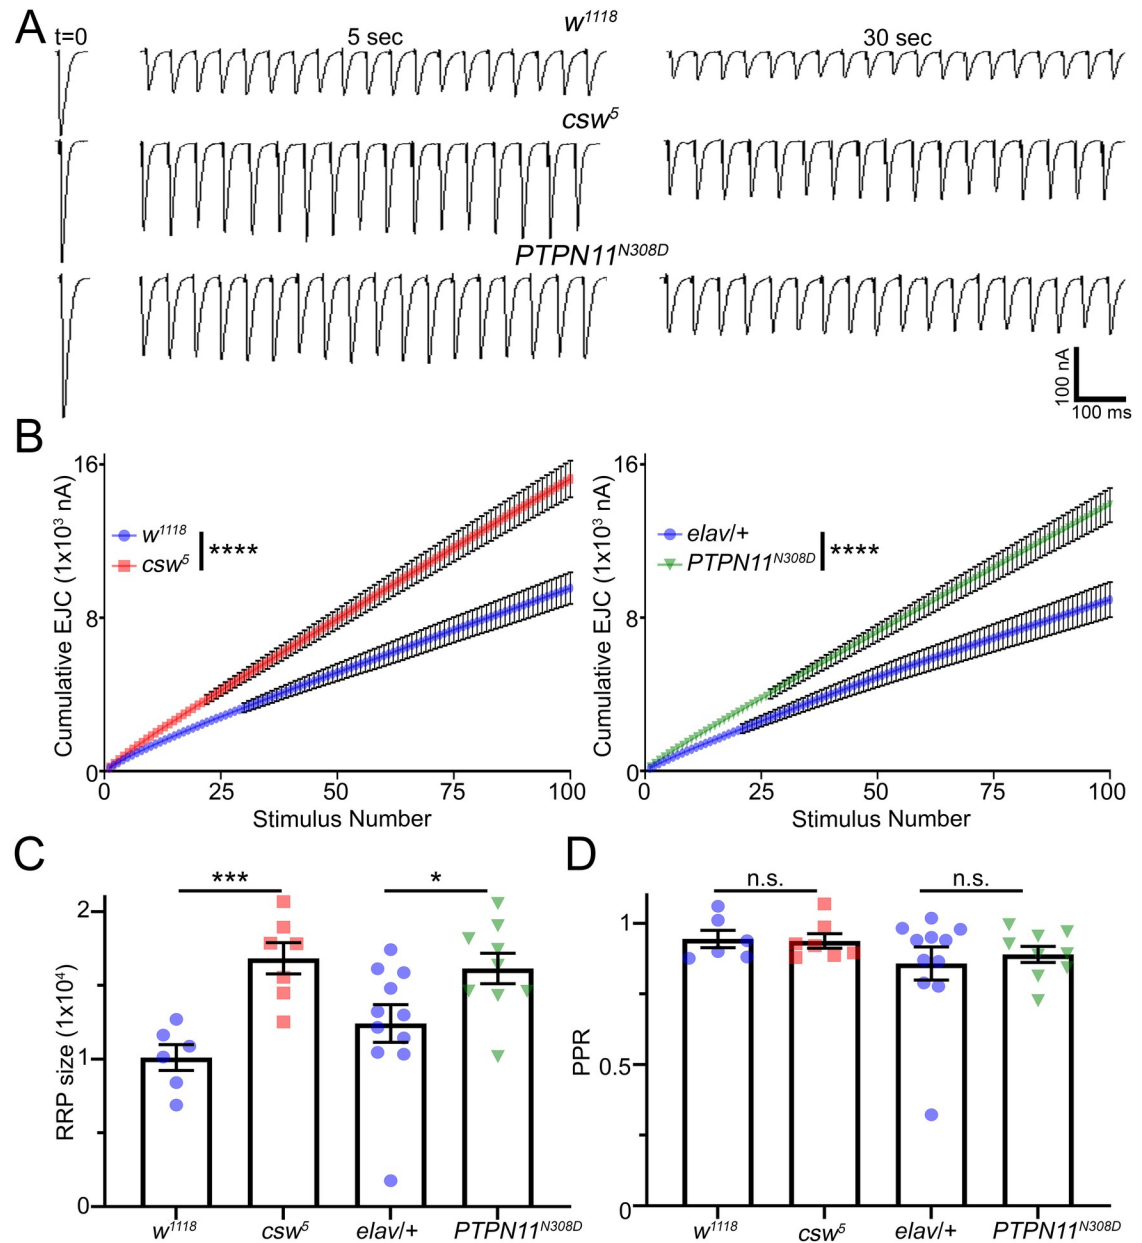 A
t=0
5 sec
w¹¹¹⁸
30 sec
csw⁵
PTPN11ᴺ³⁰⁸ᴰ
100 nA
100 ms
B
Cumulative EJC (1x10³ nA)
16
8
0
w¹¹¹⁸
csw⁵
****
0
25
50
75
100
Stimulus Number
Cumulative EJC (1x10³ nA)
16
8
0
elav/+
PTPN11ᴺ³⁰⁸ᴰ
****
0
25
50
75
100
Stimulus Number
C
RRP size (1x10⁴)
2
1
0
***
*
w¹¹¹⁸
csw⁵
elav/+
PTPN11ᴺ³⁰⁸ᴰ
D
PPR
1
0.5
0
n.s.
n.s.
w¹¹¹⁸
csw⁵
elav/+
PTPN11ᴺ³⁰⁸ᴰ